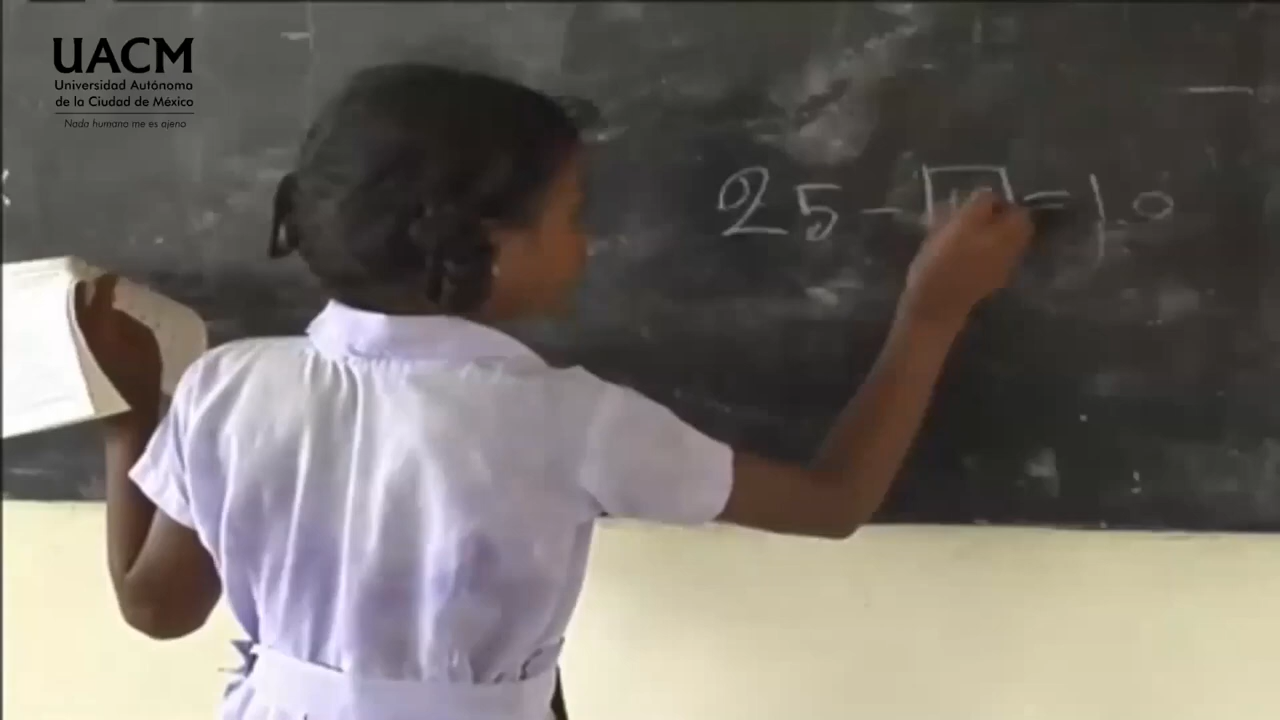 UACM
Universidad Autónoma
de la Ciudad de México
Nada humano me es ajeno
25 - = 10